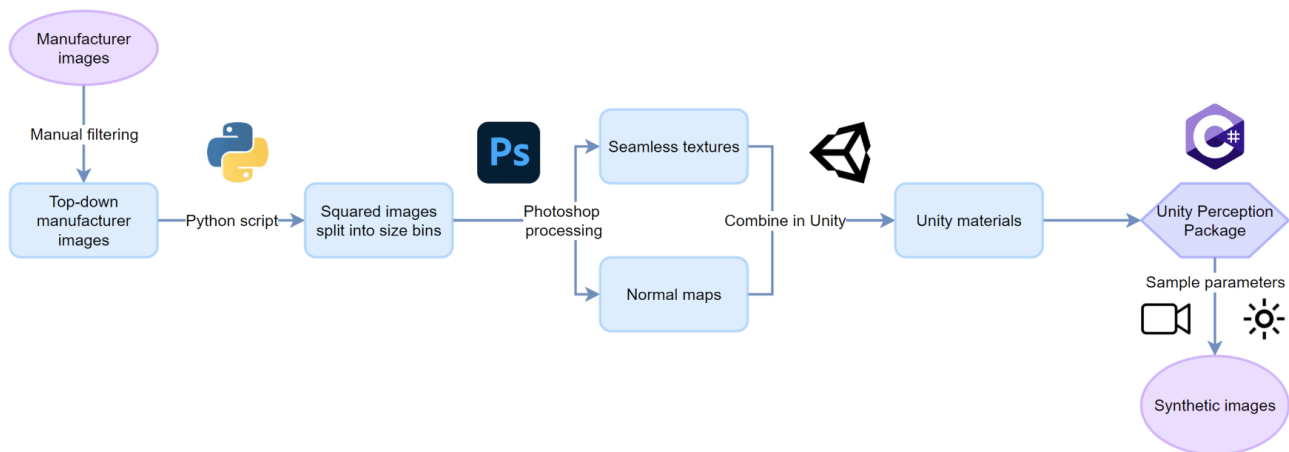 Manufacturer
images
Manual filtering
Top-down
manufacturer
images
Python script
Squared images
split into size bins
Ps
Photoshop
processing
Seamless textures
Normal maps
Combine in Unity
Unity materials
C#
Unity Perception
Package
Sample parameters
Synthetic images